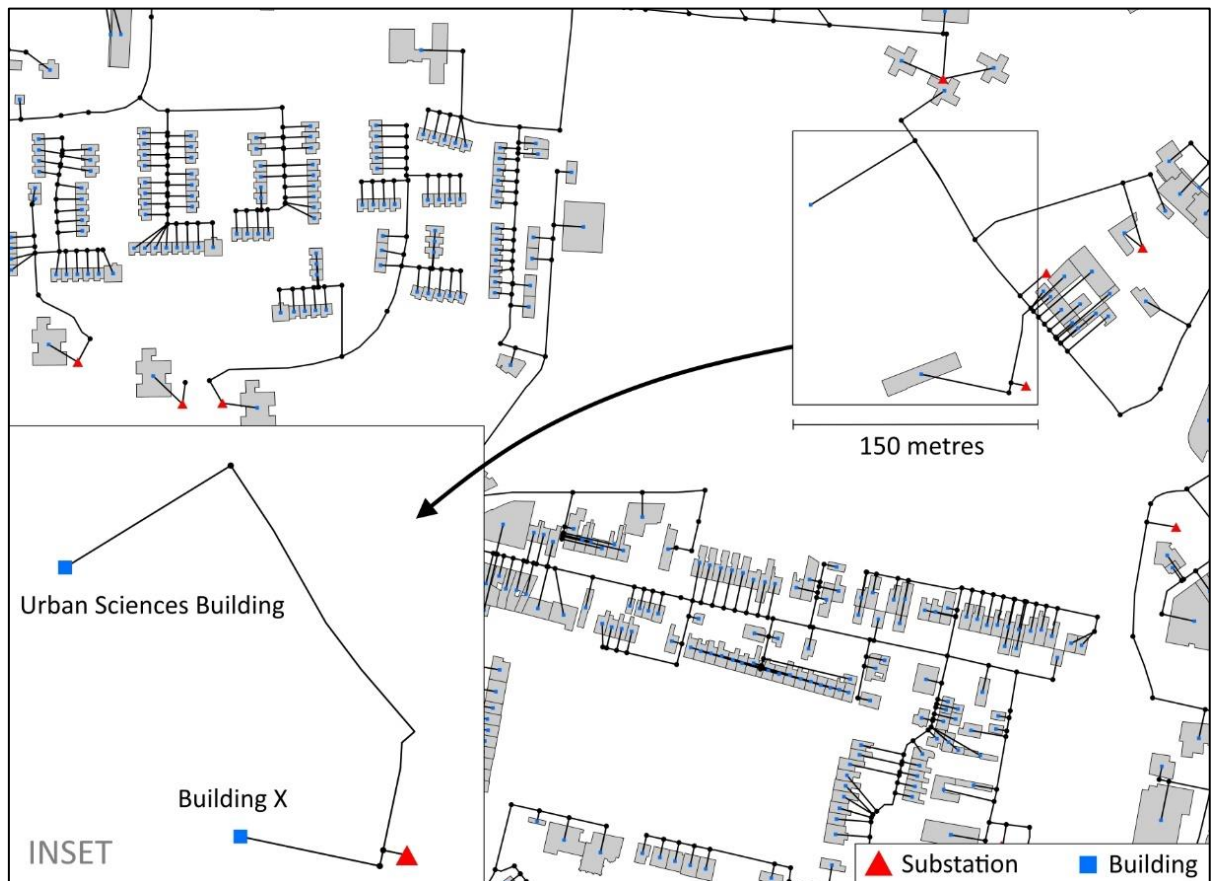 150 metres
Urban Sciences Building
Building X
INSET
Substation
Building